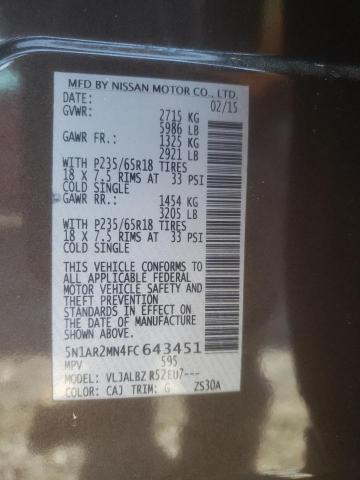 MFD BY NISSAN MOTOR CO., LTD.
DATE: 02/15
GVWR: 2715 KG
5986 LB
GAWR FR.: 1325 KG
2921 LB
WITH P235/65R18 TIRES
18 X 7.5 RIMS AT 33 PSI
COLD SINGLE
GAWR RR.: 1454 KG
3205 LB
WITH P235/65R18 TIRES
18 X 7.5 RIMS AT 33 PSI
COLD SINGLE
THIS VEHICLE CONFORMS TO
ALL APPLICABLE FEDERAL
MOTOR VEHICLE SAFETY AND
THEFT PREVENTION
STANDARDS IN EFFECT ON
THE DATE OF MANUFACTURE
SHOWN ABOVE.
5N1AR2MN4FC643451
MPV 595
MODEL: VLJALBZ R52EU7---
COLOR: CAJ TRIM: G ZS30A